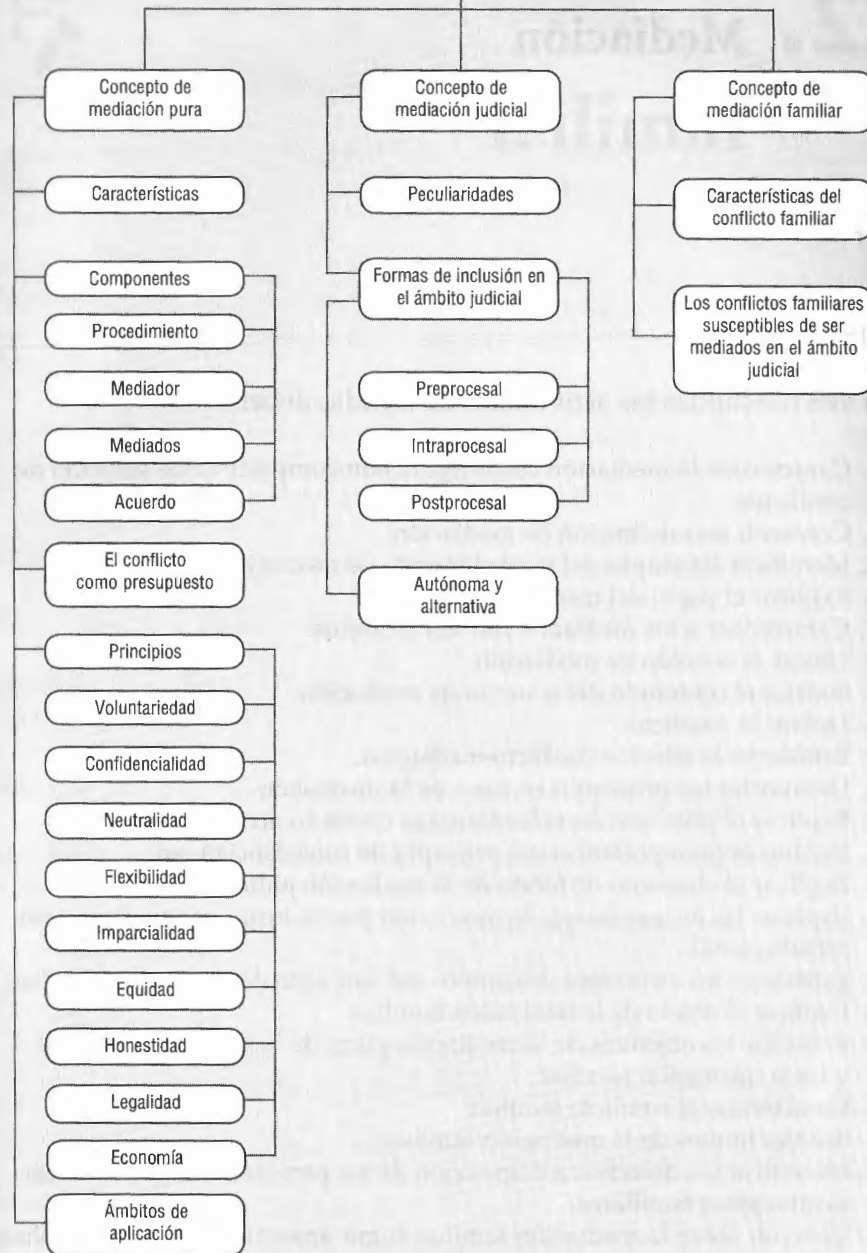 Concepto de
mediación pura
Características
Componentes
Procedimiento
Mediador
Mediados
Acuerdo
El conflicto
como presupuesto
Principios
Voluntariedad
Confidencialidad
Neutralidad
Flexibilidad
Imparcialidad
Equidad
Honestidad
Legalidad
Economía
Ámbitos de
aplicación
Concepto de
mediación judicial
Peculiaridades
Formas de inclusión en
el ámbito judicial
Preprocesal
Intraprocesal
Postprocesal
Autónoma y
alternativa
Concepto de
mediación familiar
Características del
conflicto familiar
Los conflictos familiares
susceptibles de ser
mediados en el ámbito
judicial